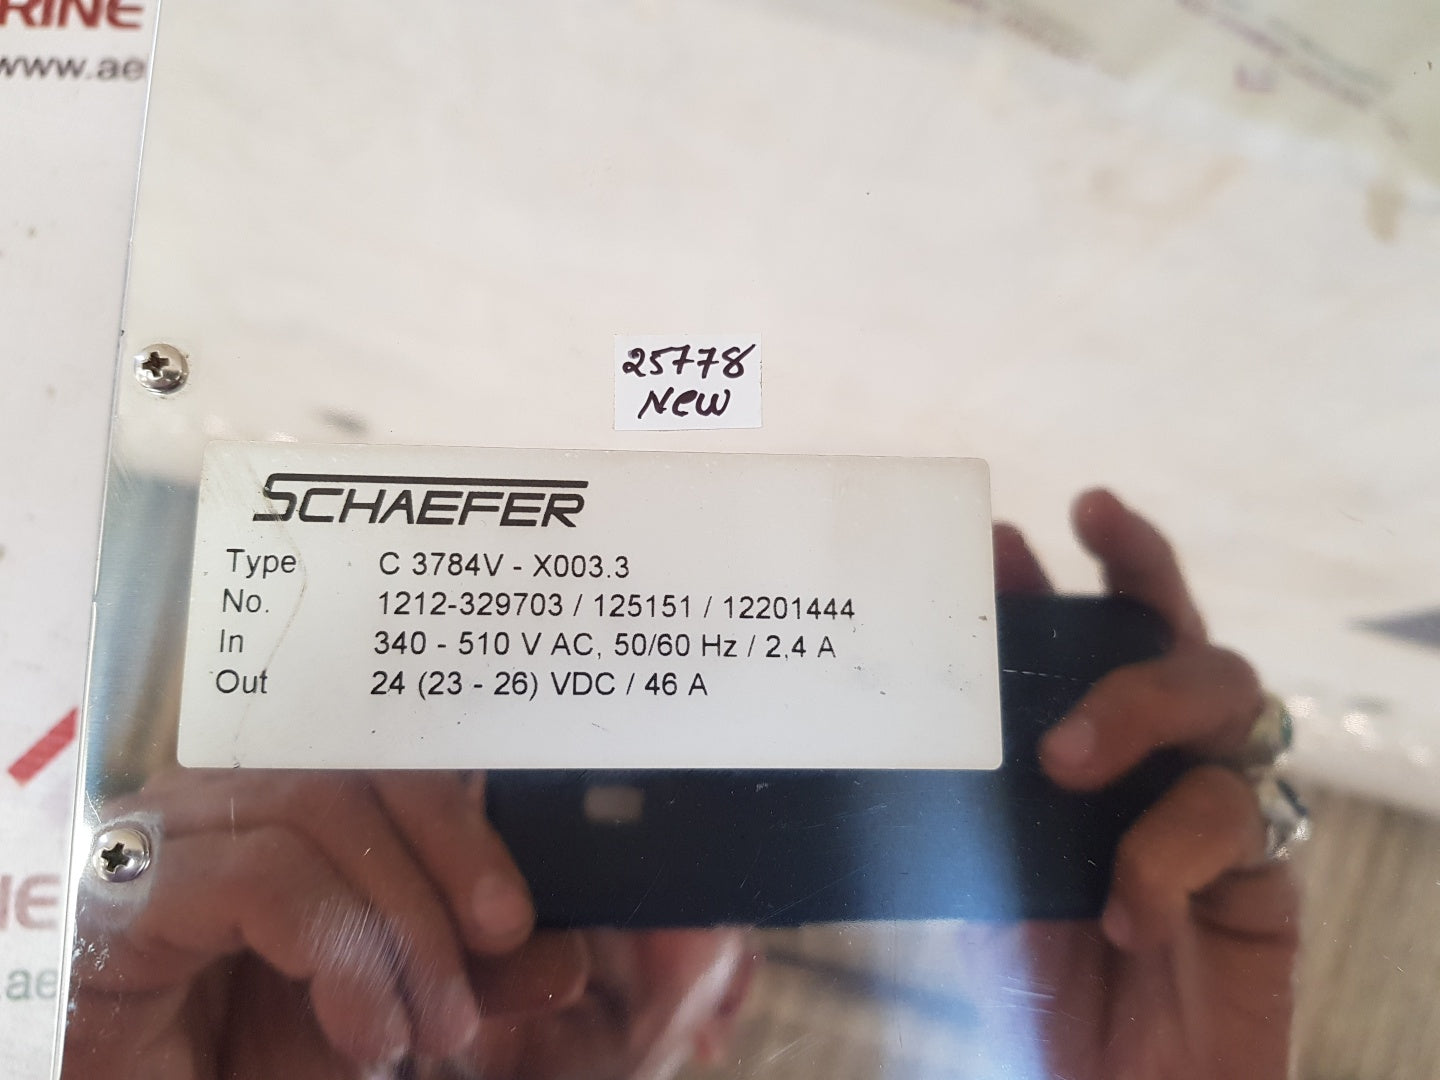 RINE
www.ae
25778
New
SCHAEFER
Type C 3784V - X003.3
No. 1212-329703 / 125151 / 12201444
In 340 - 510 V AC, 50/60 Hz / 2,4 A
Out 24 (23 - 26) VDC / 46 A
NE
.ae